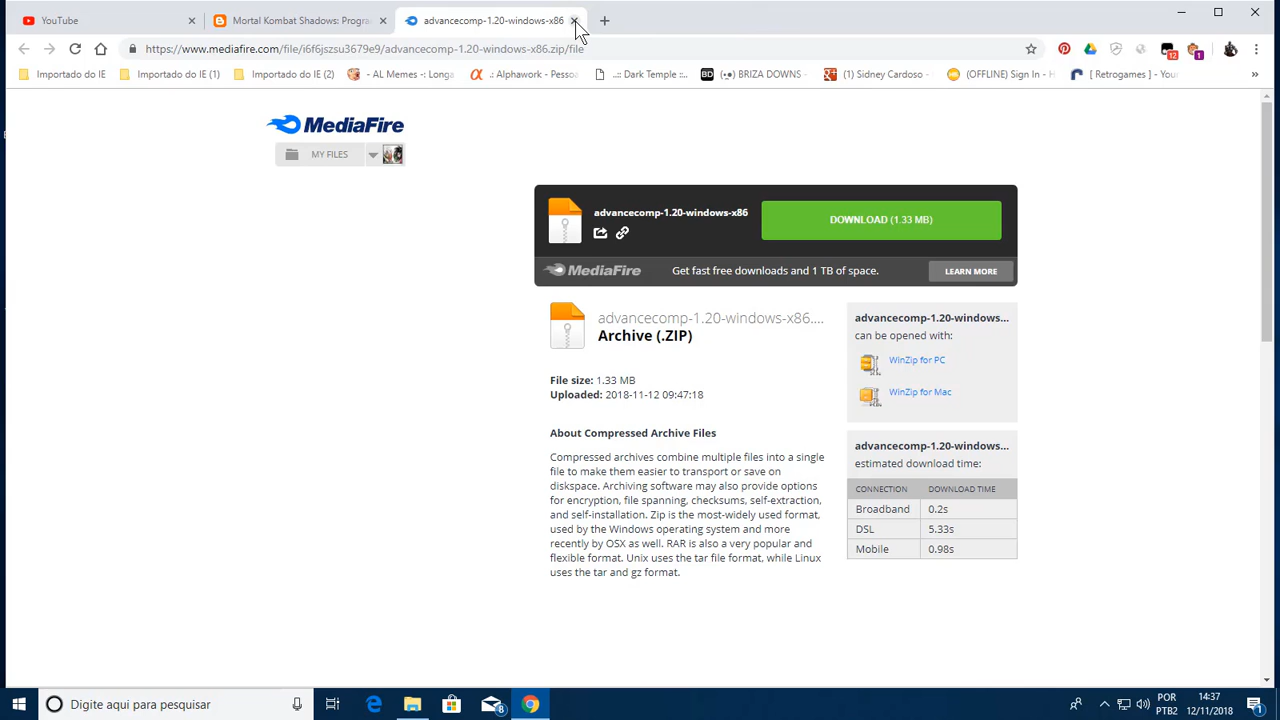 YouTube
Mortal Kombat Shadows: Progra
advancecomp-1.20-windows-x86
https://www.mediafire.com/file/i6f6jszsu3679e9/advancecomp-1.20-windows-x86.zip/file
Importado do IE
Importado do IE (1)
Importado do IE (2)
- AL Memes -: Longa
.: Alphawork - Pessoa
..:: Dark Temple ::..
BD
(●) BRIZA DOWNS -
(1) Sidney Cardoso -
(OFFLINE) Sign In - H
[ Retrogames ] - You
»
12
1
MediaFire
MY FILES
advancecomp-1.20-windows-x86
DOWNLOAD (1.33 MB)
MediaFire
Get fast free downloads and 1 TB of space.
LEARN MORE
advancecomp-1.20-windows-x86....
Archive (.ZIP)
File size: 1.33 MB
Uploaded: 2018-11-12 09:47:18
About Compressed Archive Files
Compressed archives combine multiple files into a single
file to make them easier to transport or save on
diskspace. Archiving software may also provide options
for encryption, file spanning, checksums, self-extraction,
and self-installation. Zip is the most-widely used format,
used by the Windows operating system and more
recently by OSX as well. RAR is also a very popular and
flexible format. Unix uses the tar file format, while Linux
uses the tar and gz format.
advancecomp-1.20-windows...
can be opened with:
WinZip for PC
WinZip for Mac
advancecomp-1.20-windows...
estimated download time:
CONNECTION DOWNLOAD TIME
Broadband 0.2s
DSL 5.33s
Mobile 0.98s
Digite aqui para pesquisar
8
POR
PTB2
14:37
12/11/2018
1